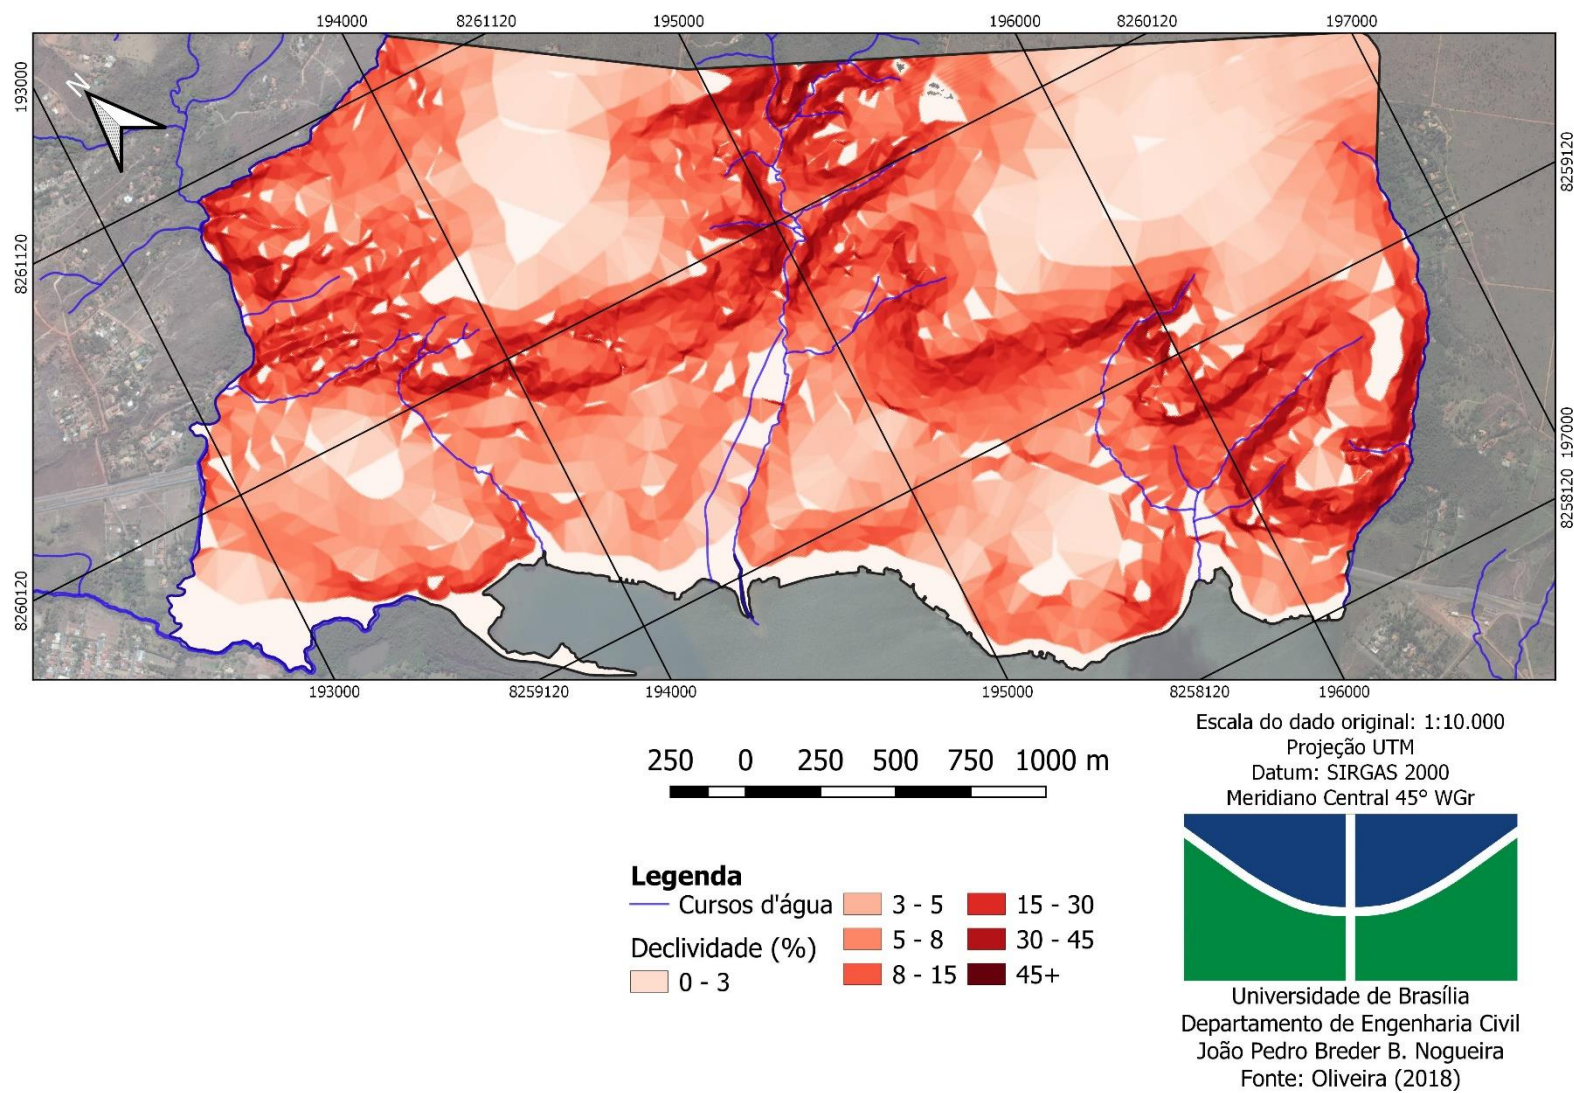 194000
8261120
195000
196000
8260120
197000
193000
N
8261120
8260120
8259120
197000
8258120
193000
8259120
194000
195000
8258120
196000
Escala do dado original: 1:10.000
Projeção UTM
Datum: SIRGAS 2000
Meridiano Central 45° WGr
250 0 250 500 750 1000 m
Legenda
Cursos d'água
Declividade (%)
0 - 3
3 - 5
5 - 8
8 - 15
15 - 30
30 - 45
45+
Universidade de Brasília
Departamento de Engenharia Civil
João Pedro Breder B. Nogueira
Fonte: Oliveira (2018)